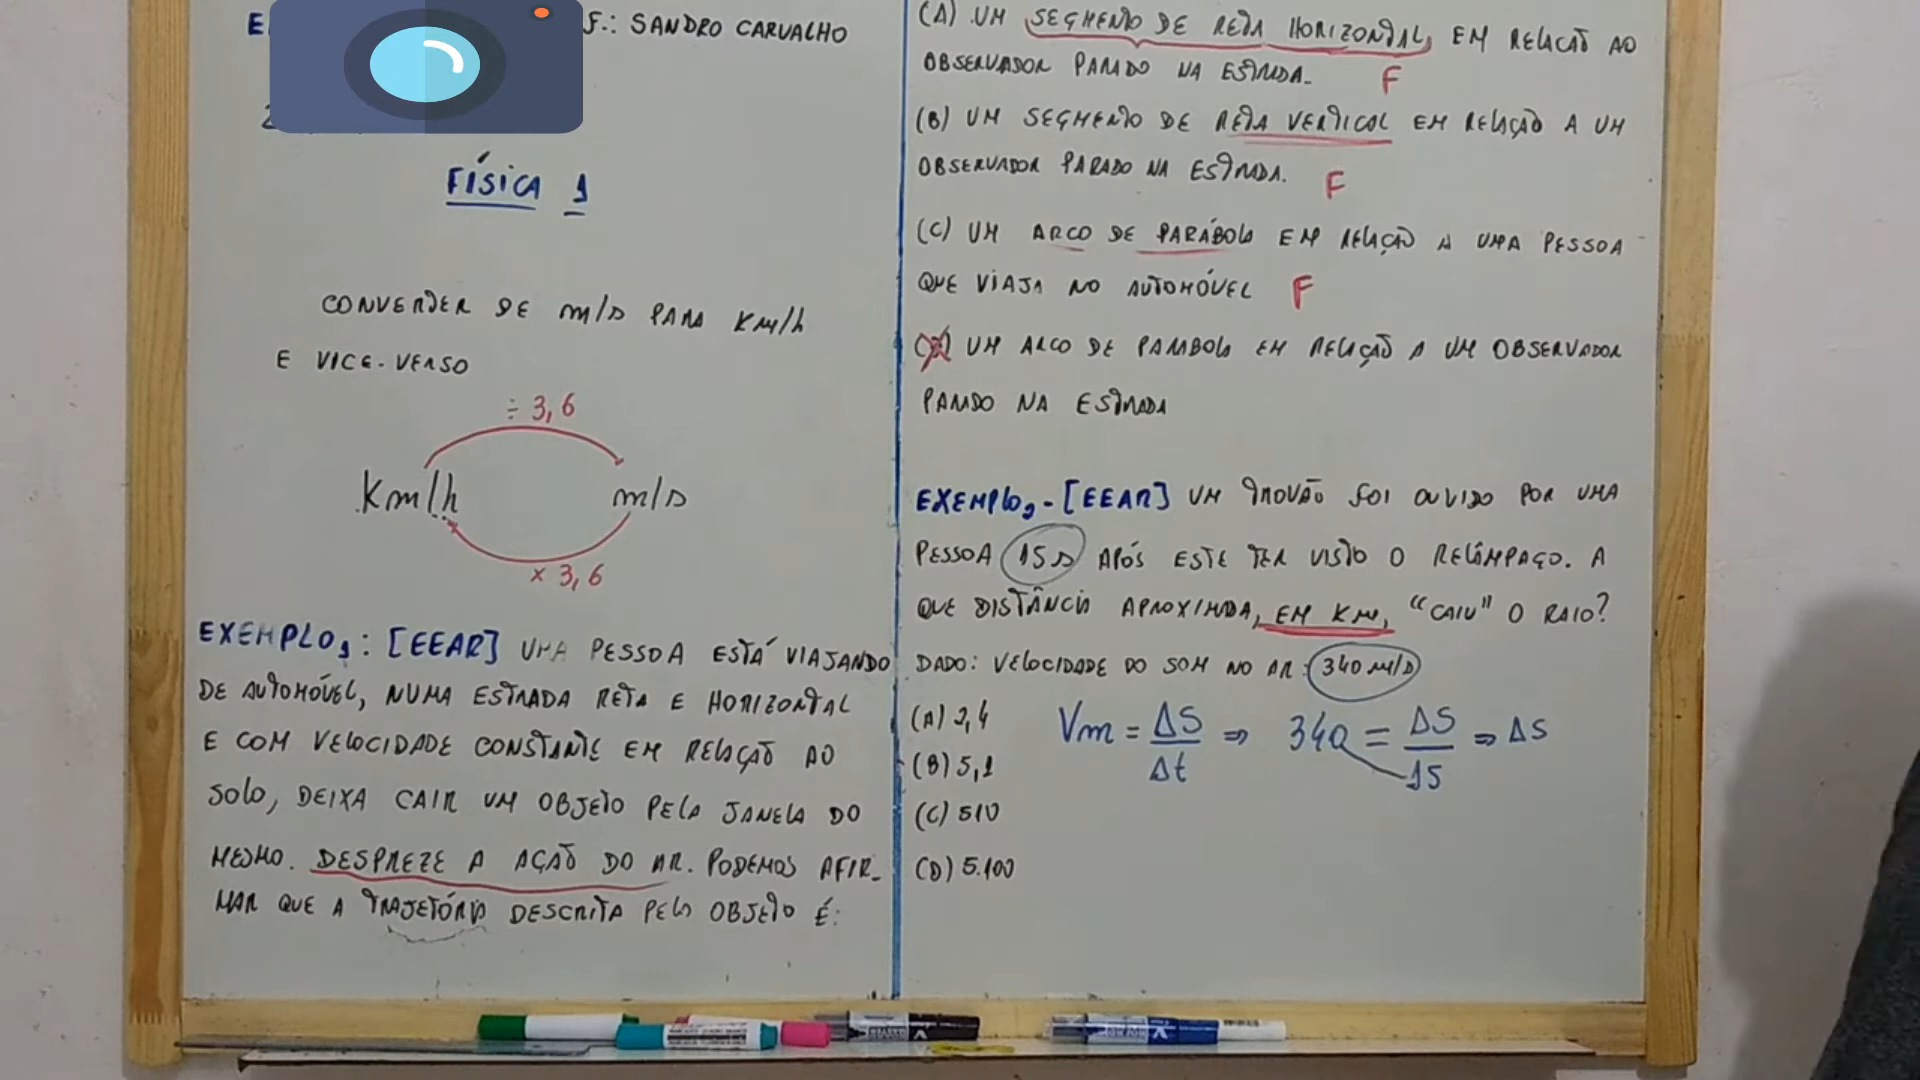 F.: SANDRO CARVALHO
FÍSICA 1
CONVERTER DE m/s PARA KM/h
E VICE-VERSO
÷ 3,6
Km/h m/s
× 3,6
EXEMPLO1: [EEAR] UMA PESSOA ESTÁ VIAJANDO
DE AUTOMÓVEL, NUMA ESTRADA RETA E HORIZONTAL
E COM VELOCIDADE CONSTANTE EM RELAÇÃO AO
SOLO, DEIXA CAIR UM OBJETO PELA JANELA DO
MESMO. DESPREZE A AÇÃO DO AR. PODEMOS AFIR-
MAR QUE A TRAJETÓRIA DESCRITA PELO OBJETO É:
(A) UM SEGMENTO DE RETA HORIZONTAL, EM RELACÃO AO
OBSERVADOR PARADO NA ESTRADA. F
(B) UM SEGMENTO DE RETA VERTICAL EM RELAÇÃO A UM
OBSERVADOR PARADO NA ESTRADA. F
(C) UM ARCO DE PARÁBOLA EM RELAÇÃO A UMA PESSOA
QUE VIAJA NO AUTOMÓVEL F
UM ARCO DE PARABOLA EM RELAÇÃO A UM OBSERVADOR
PARADO NA ESTRADA
EXEMPLO2 - [EEAR] UM TROVÃO FOI OUVIDO POR UMA
PESSOA 15s APÓS ESTE TER VISTO O RELÂMPAGO. A
QUE DISTÂNCIA APROXIMADA, EM KM, "CAIU" O RAIO?
DADO: VELOCIDADE DO SOM NO AR: 340 M/s
(A) 2,4 Vm = ΔS/Δt ⇒ 340 = ΔS/15 ⇒ ΔS
(B) 5,1
(C) 510
(D) 5.100